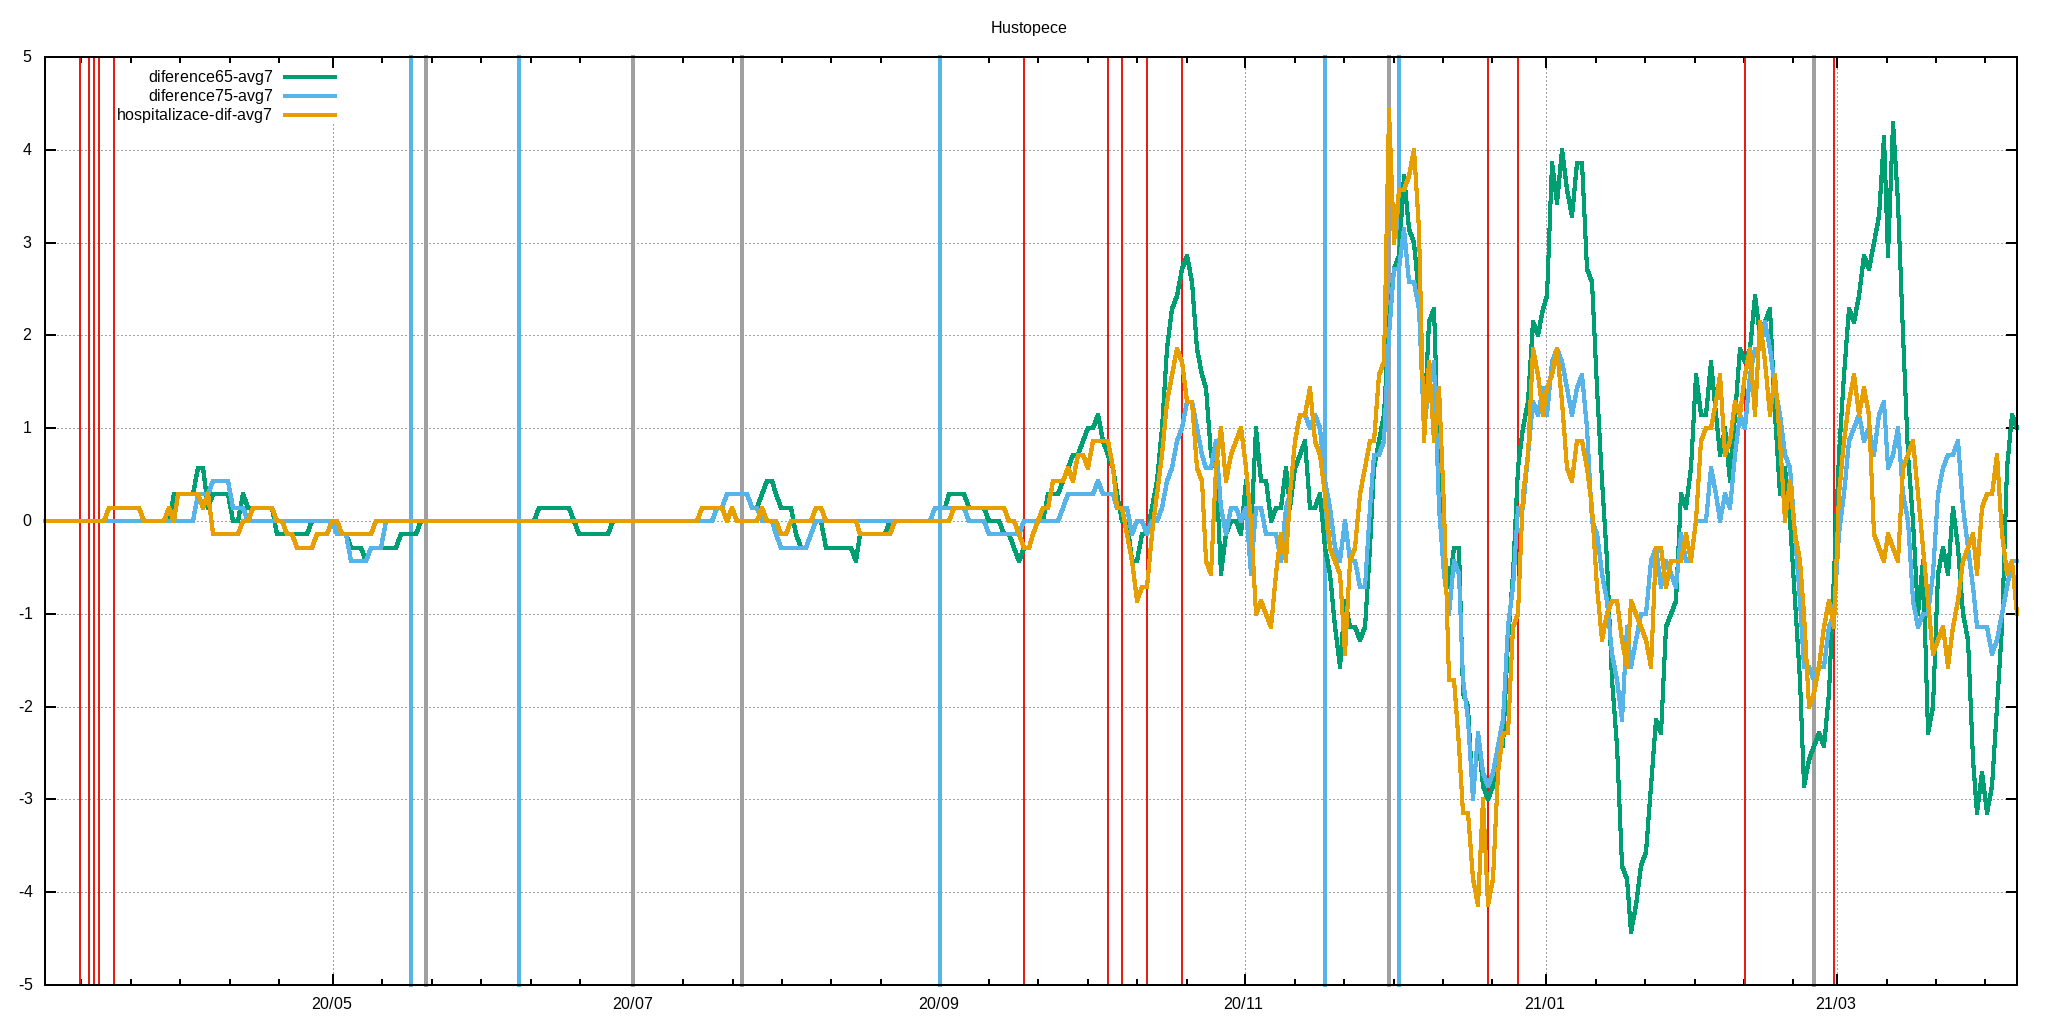 Hustopece
diference65-avg7
diference75-avg7
hospitalizace-dif-avg7
5
4
3
2
1
0
-1
-2
-3
-4
-5
20/05 20/07 20/09 20/11 21/01 21/03